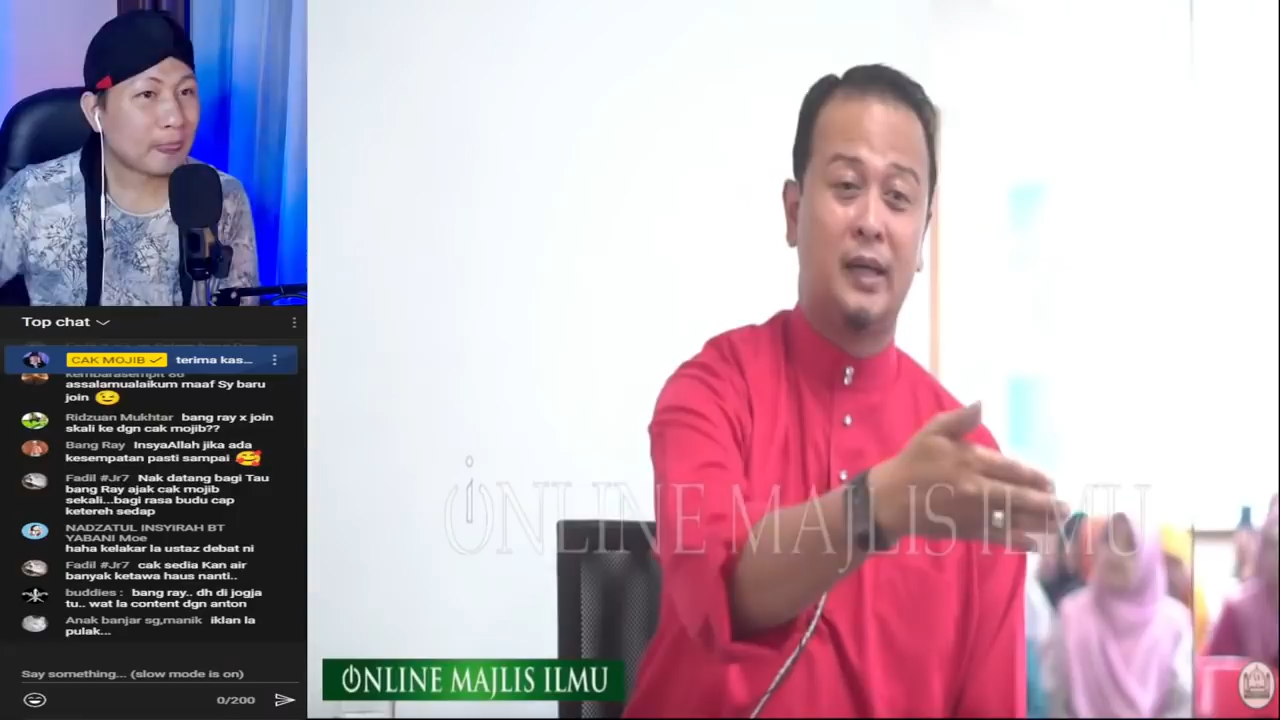 Top chat
CAK MOJIB terima kas...
kembarasempit 86
assalamualaikum maaf Sy baru
join
Ridzuan Mukhtar bang ray x join
skali ke dgn cak mojib??
Bang Ray InsyaAllah jika ada
kesempatan pasti sampai
Fadil #Jr7 Nak datang bagi Tau
bang Ray ajak cak mojib
sekali...bagi rasa budu cap
ketereh sedap
NADZATUL INSYIRAH BT
YABANI Moe
haha kelakar la ustaz debat ni
Fadil #Jr7 cak sedia Kan air
banyak ketawa haus nanti..
buddies : bang ray.. dh di jogja
tu.. wat la content dgn anton
Anak banjar sg,manik iklan la
pulak...
Say something... (slow mode is on)
0/200
ONLINE MAJLIS ILMU
ONLINE MAJLIS ILMU